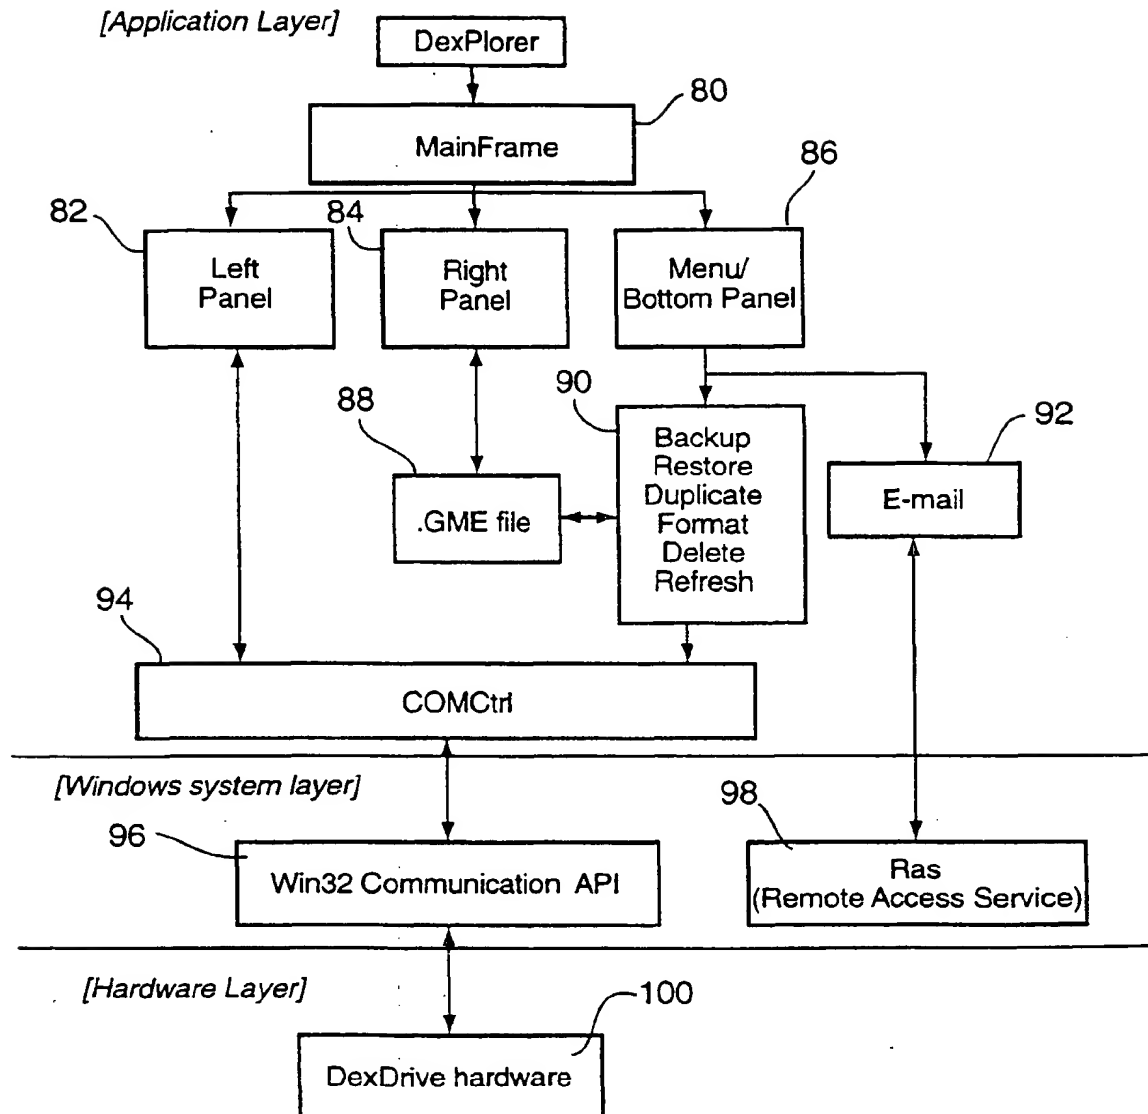 [Application Layer]
DexPlorer
80
MainFrame
86
82
84
Left
Panel
Right
Panel
Menu/
Bottom Panel
90
88
92
Backup
Restore
Duplicate
Format
Delete
Refresh
.GME file
E-mail
94
COMCtrl
[Windows system layer]
98
96
Win32 Communication API
Ras
(Remote Access Service)
[Hardware Layer]
100
DexDrive hardware